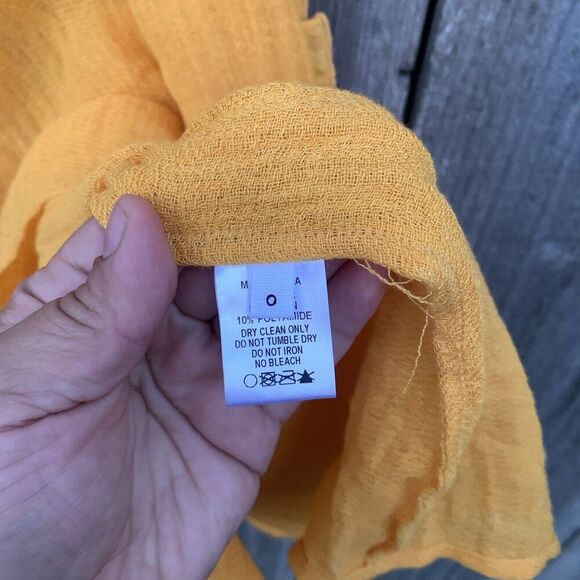 O
10% POLYAMIDE
DRY CLEAN ONLY
DO NOT TUMBLE DRY
DO NOT IRON
NO BLEACH